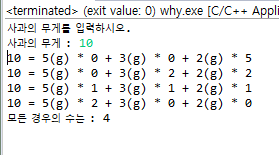 <terminated> (exit value: 0) why.exe [C/C++ Appli
사과의 무게를 입력하시오.
사과의 무게 : 10
10 = 5(g) * 0 + 3(g) * 0 + 2(g) * 5
10 = 5(g) * 0 + 3(g) * 2 + 2(g) * 2
10 = 5(g) * 1 + 3(g) * 1 + 2(g) * 1
10 = 5(g) * 2 + 3(g) * 0 + 2(g) * 0
모든 경우의 수는 : 4